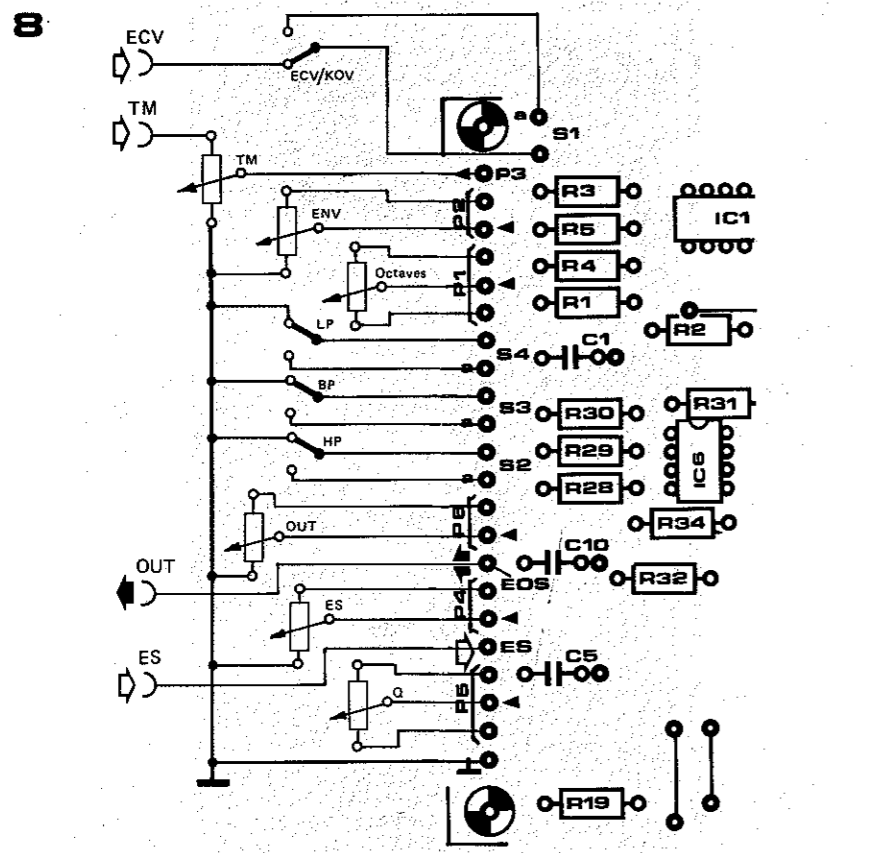 8
ECV
ECV/KOV
TM
a
S1
TM
P3
P2
ENV
R3
IC1
R5
P1
Octaves
R4
R1
LP
R2
S4
C1
a
BP
S3
R31
R30
a
HP
S2
R29
IC6
a
R28
P6
OUT
R34
OUT
C10
EOS
R32
P4
ES
ES
ES
C5
P5
Q
R19